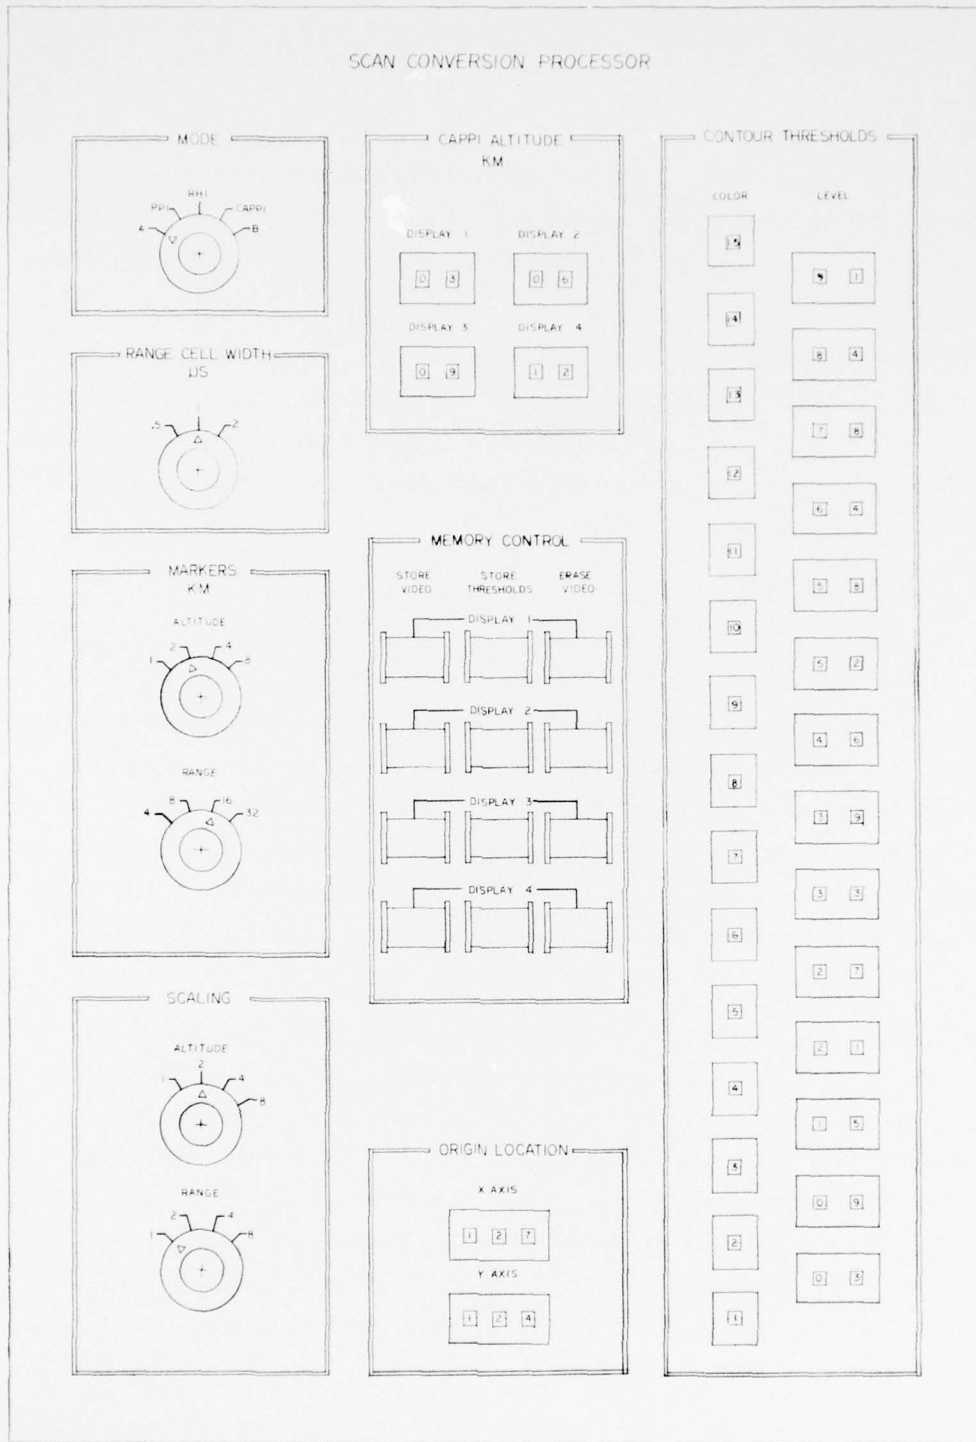 SCAN CONVERSION PROCESSOR
MODE
RHI
PPI CAPPI
A B
RANGE CELL WIDTH
µS
1
.5 2
MARKERS
KM
ALTITUDE
2 4
1 8
RANGE
8 16
4 32
SCALING
ALTITUDE
2
1 4
8
RANGE
2 4
1 8
CAPPI ALTITUDE
KM
DISPLAY 1 DISPLAY 2
0 3 0 6
DISPLAY 3 DISPLAY 4
0 9 1 2
MEMORY CONTROL
STORE VIDEO
STORE THRESHOLDS
ERASE VIDEO
DISPLAY 1
DISPLAY 2
DISPLAY 3
DISPLAY 4
ORIGIN LOCATION
X AXIS
1 2 7
Y AXIS
1 2 4
CONTOUR THRESHOLDS
COLOR LEVEL
15
9 1
14
8 4
13
7 8
12
6 4
11
5 8
10
5 2
9
4 6
8
3 9
7
3 3
6
2 7
5
2 1
4
1 5
3
0 9
2
0 3
1